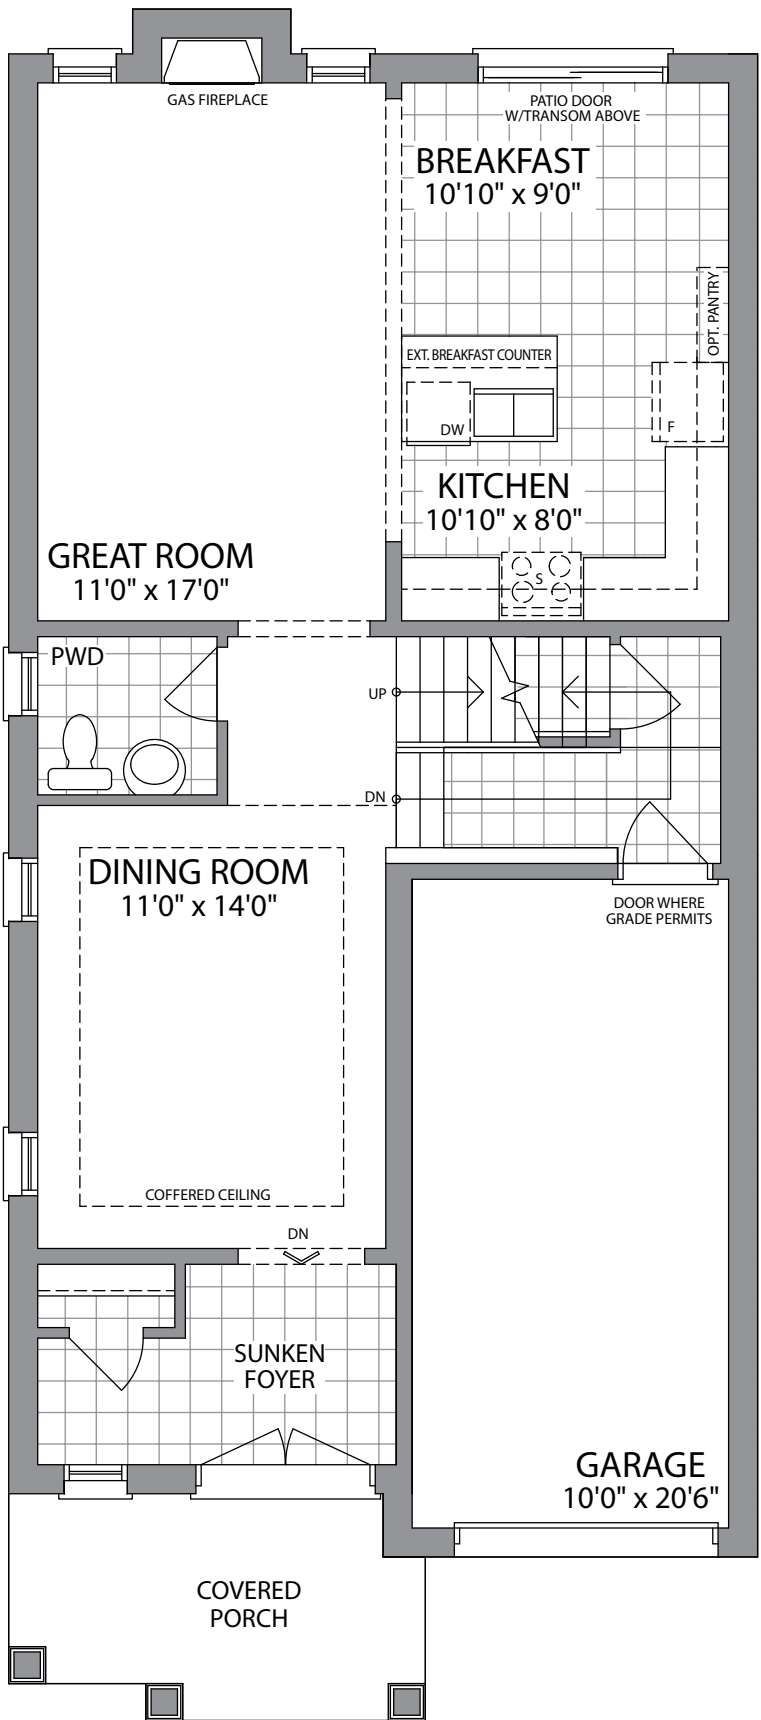 GAS FIREPLACE
PATIO DOOR
W/TRANSOM ABOVE
BREAKFAST
10'10" x 9'0"
OPT. PANTRY
EXT. BREAKFAST COUNTER
DW
F
KITCHEN
10'10" x 8'0"
S
GREAT ROOM
11'0" x 17'0"
PWD
UP
DN
DINING ROOM
11'0" x 14'0"
DOOR WHERE
GRADE PERMITS
COFFERED CEILING
DN
SUNKEN
FOYER
GARAGE
10'0" x 20'6"
COVERED
PORCH